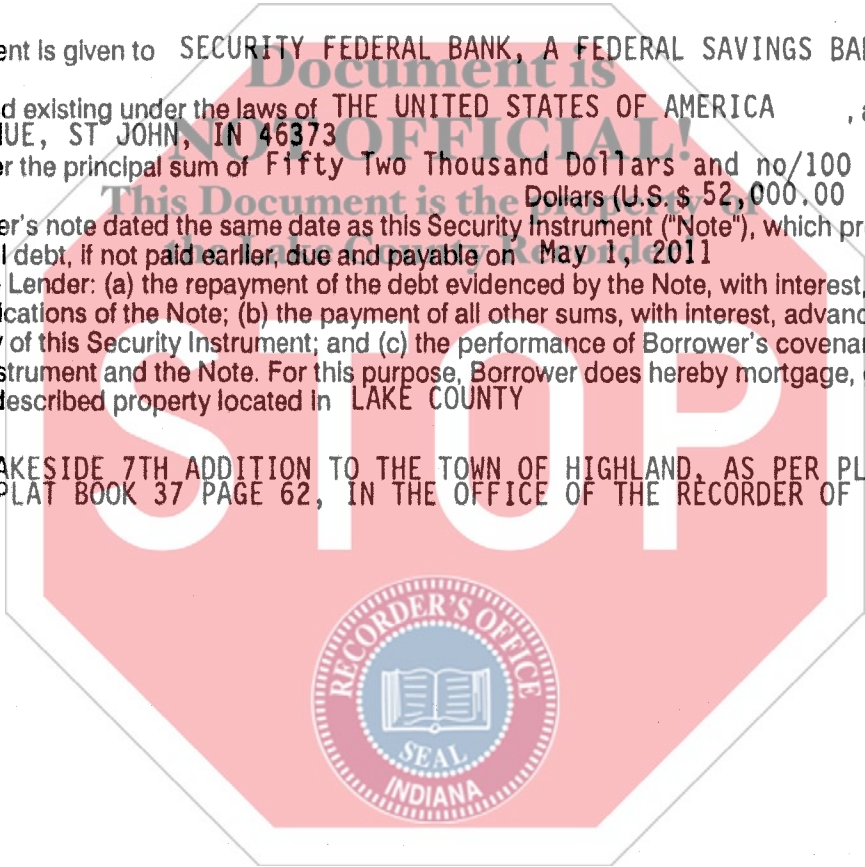 ent is given to SECURITY FEDERAL BANK, A FEDERAL SAVINGS BA
Document is
d existing under the laws of THE UNITED STATES OF AMERICA ,
NUE, ST JOHN, IN 46373
NOT OFFICIAL!
er the principal sum of Fifty Two Thousand Dollars and no/100
This Document is the property of
Dollars (U.S.$ 52,000.00
er's note dated the same date as this Security Instrument ("Note"), which pr
the Lake County Recorder
l debt, if not paid earlier, due and payable on May 1, 2011
Lender: (a) the repayment of the debt evidenced by the Note, with interest,
ications of the Note; (b) the payment of all other sums, with interest, advanc
of this Security Instrument; and (c) the performance of Borrower's covena
strument and the Note. For this purpose, Borrower does hereby mortgage,
described property located in LAKE COUNTY
STOP
AKESIDE 7TH ADDITION TO THE TOWN OF HIGHLAND, AS PER PL
PLAT BOOK 37 PAGE 62, IN THE OFFICE OF THE RECORDER OF
RECORDER'S OFFICE
SEAL
INDIANA